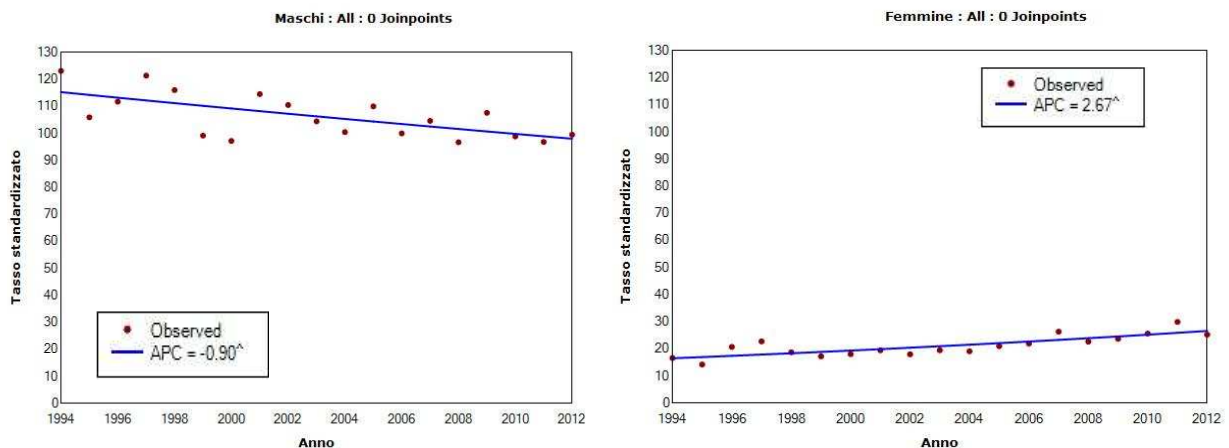 Maschi : All : 0 Joinpoints
Tasso standardizzato
130
120
110
100
90
80
70
60
50
40
30
20
10
0
Observed
APC = -0.90^
1994 1996 1998 2000 2002 2004 2006 2008 2010 2012
Anno
Femmine : All : 0 Joinpoints
Tasso standardizzato
130
120
110
100
90
80
70
60
50
40
30
20
10
0
Observed
APC = 2.67^
1994 1996 1998 2000 2002 2004 2006 2008 2010 2012
Anno